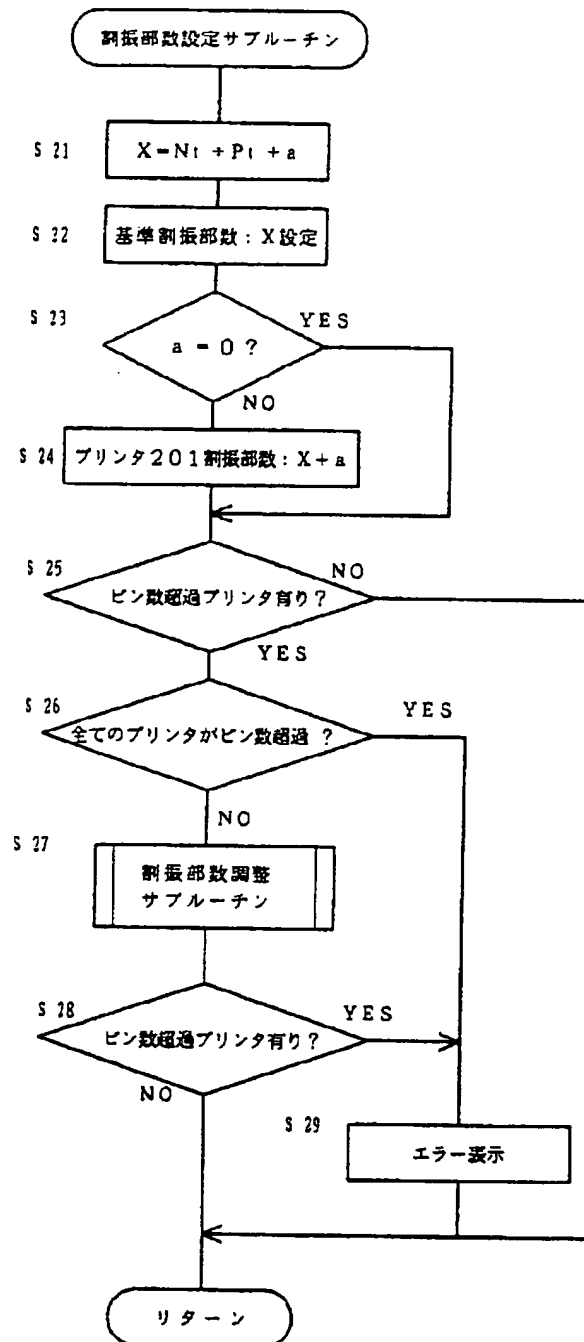 割振部数設定サブルーチン
S 21
X=Nt + Pt + a
S 22
基準割振部数：X設定
S 23
YES
a = 0 ?
NO
S 24
プリンタ201割振部数：X+a
S 25
NO
ビン数超過プリンタ有り？
YES
S 26
YES
全てのプリンタがビン数超過 ？
NO
S 27
割振部数調整
サブルーチン
S 28
YES
ビン数超過プリンタ有り？
NO
S 29
エラー表示
リターン